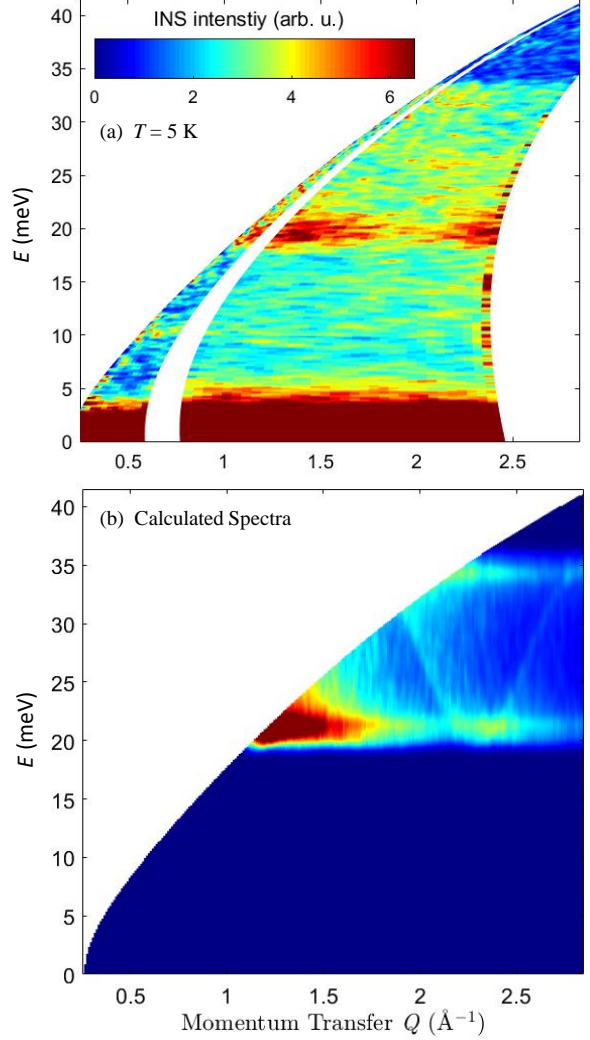 INS intenstiy (arb. u.)
0 2 4 6
(a) T = 5 K
E (meV)
40
35
30
25
20
15
10
5
0
0.5 1 1.5 2 2.5
(b) Calculated Spectra
E (meV)
40
35
30
25
20
15
10
5
0
0.5 1 1.5 2 2.5
Momentum Transfer Q (Å⁻¹)